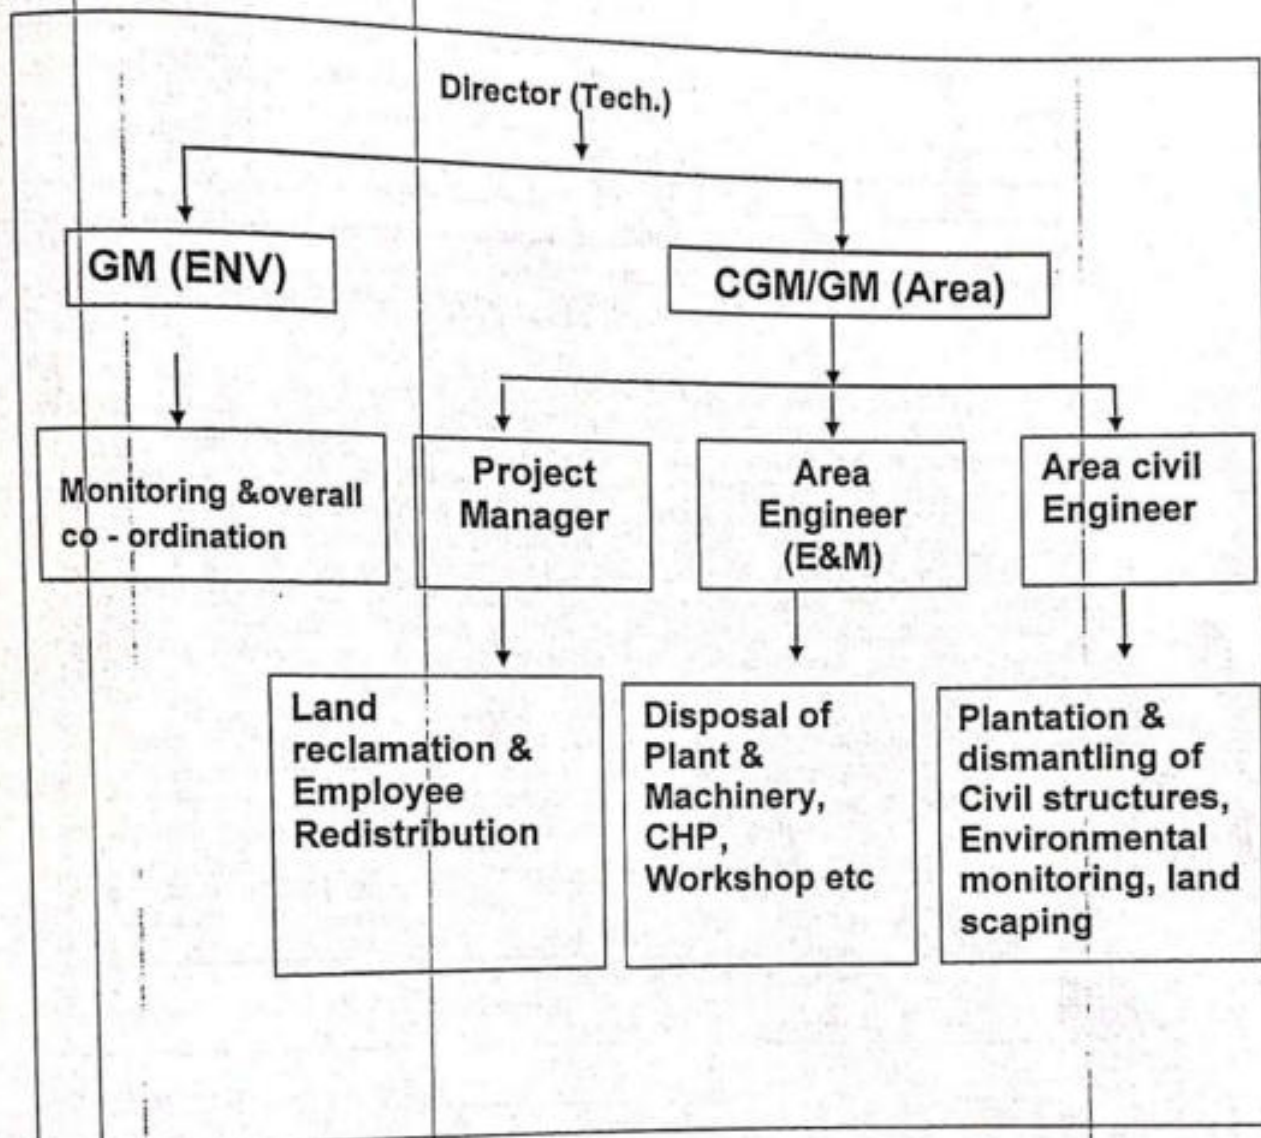 Director (Tech.)
GM (ENV)
CGM/GM (Area)
Monitoring &overall
co - ordination
Project
Manager
Area
Engineer
(E&M)
Area civil
Engineer
Land
reclamation &
Employee
Redistribution
Disposal of
Plant &
Machinery,
CHP,
Workshop etc
Plantation &
dismantling of
Civil structures,
Environmental
monitoring, land
scaping